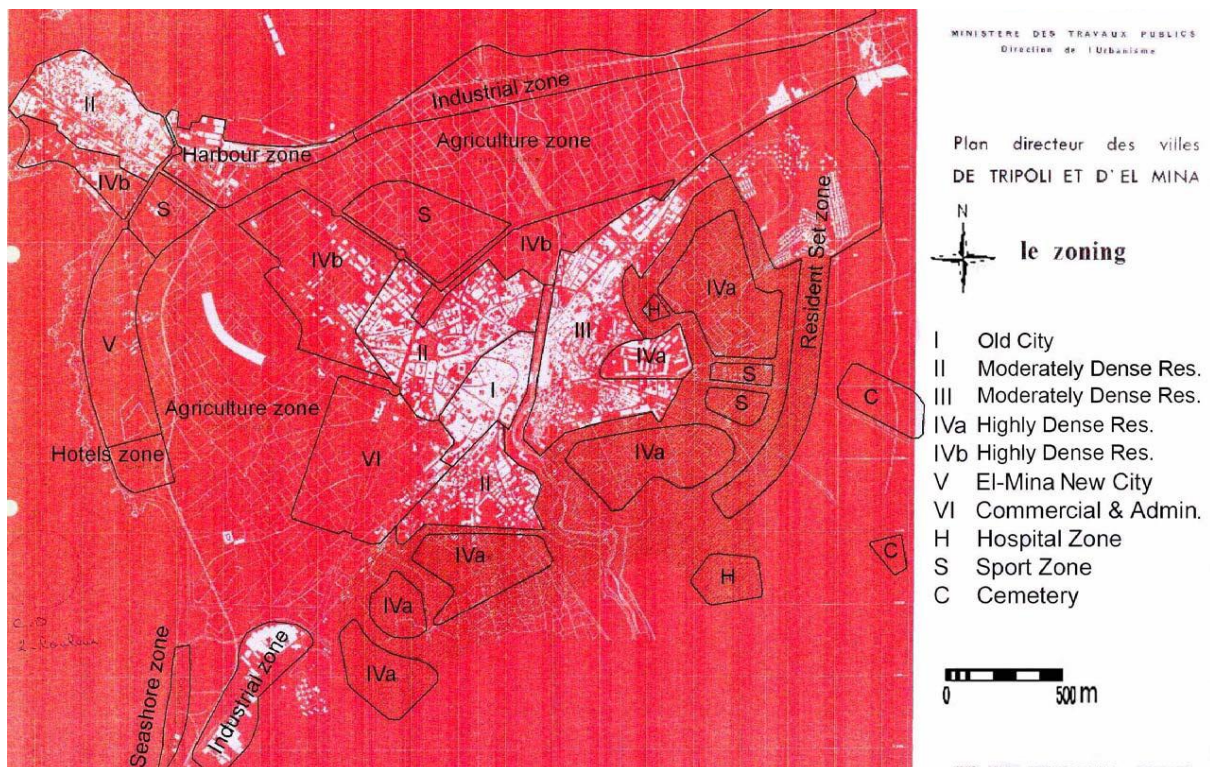 MINISTERE DES TRAVAUX PUBLICS
Direction de l'Urbanisme
Plan directeur des villes
DE TRIPOLI ET D'EL MINA
N
le zoning
I Old City
II Moderately Dense Res.
III Moderately Dense Res.
IVa Highly Dense Res.
IVb Highly Dense Res.
V El-Mina New City
VI Commercial & Admin.
H Hospital Zone
S Sport Zone
C Cemetery
0 500 m
Industrial zone
II
Harbour zone
Agriculture zone
IVb
S
S
IVb
IVb
Resident Set zone
IVa
H
III
V
II
IVa
I
S
S
C
Agriculture zone
Hotels zone
VI
IVa
II
IVa
H
C
IVa
IVa
Seashore zone
Industrial zone